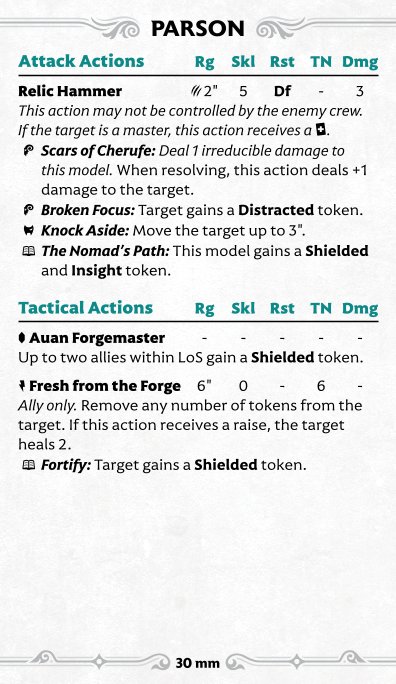 PARSON
Attack Actions Rg Skl Rst TN Dmg
Relic Hammer 2" 5 Df - 3
This action may not be controlled by the enemy crew.
If the target is a master, this action receives a .
Scars of Cherufe: Deal 1 irreducible damage to
this model. When resolving, this action deals +1
damage to the target.
Broken Focus: Target gains a Distracted token.
Knock Aside: Move the target up to 3".
The Nomad's Path: This model gains a Shielded
and Insight token.
Tactical Actions Rg Skl Rst TN Dmg
Auan Forgemaster - - - - -
Up to two allies within LoS gain a Shielded token.
Fresh from the Forge 6" 0 - 6 -
Ally only. Remove any number of tokens from the
target. If this action receives a raise, the target
heals 2.
Fortify: Target gains a Shielded token.
30 mm